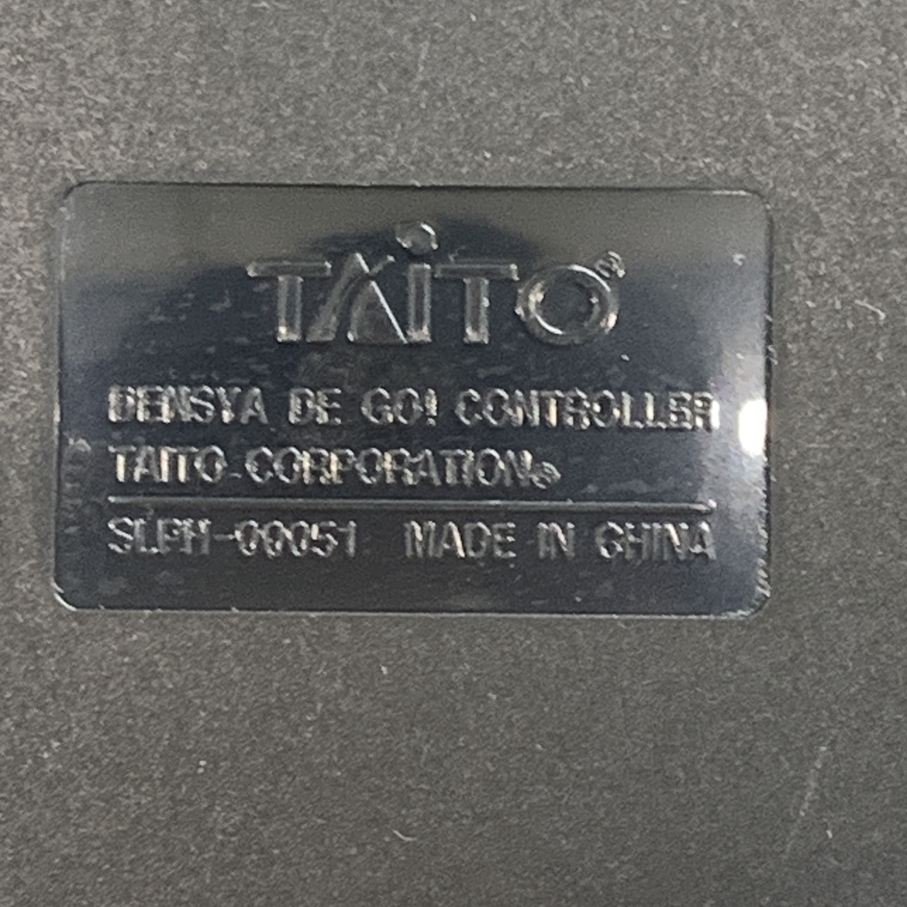 TAiTO®
DENSYA DE GO! CONTROLLER
TAITO CORPORATION®
SLPH-00051 MADE IN CHINA